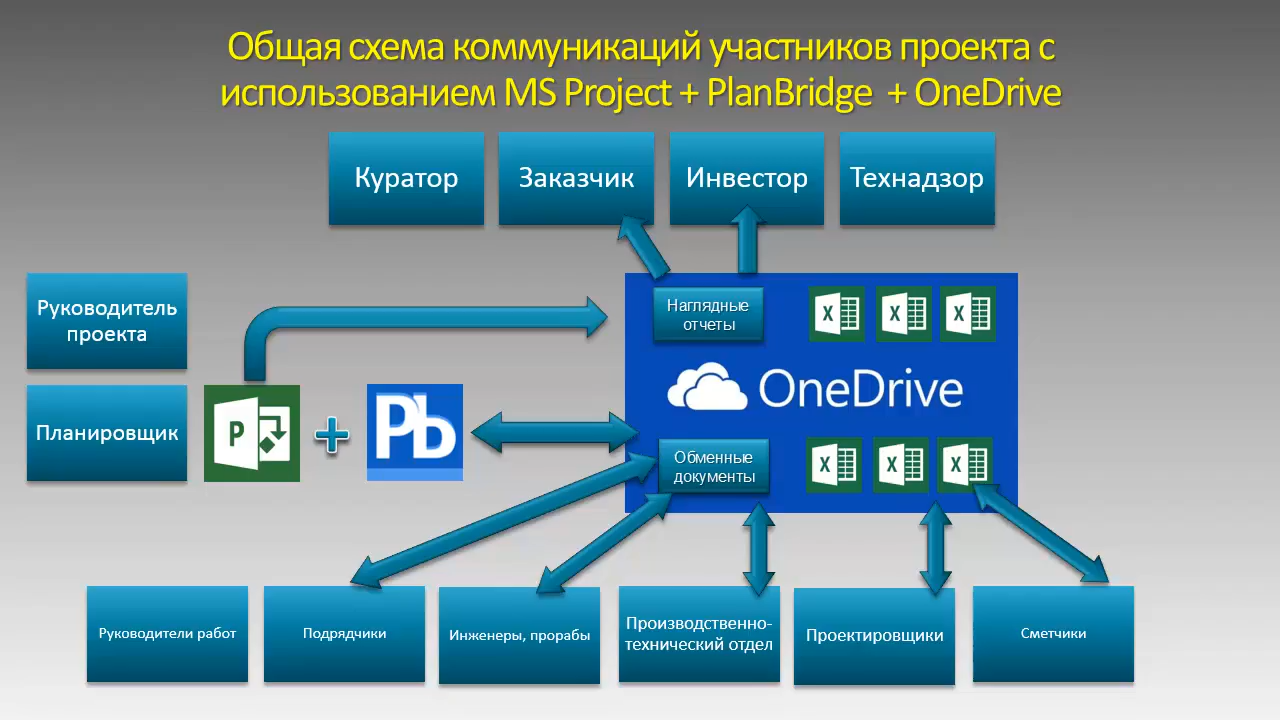 Общая схема коммуникаций участников проекта с
использованием MS Project + PlanBridge + OneDrive
Куратор
Заказчик
Инвестор
Технадзор
Руководитель
проекта
Наглядные
отчеты
X
X
X
OneDrive
Планировщик
P
+
Pb
Обменные
документы
X
X
X
Руководители работ
Подрядчики
Инженеры, прорабы
Производственно-
технический отдел
Проектировщики
Сметчики